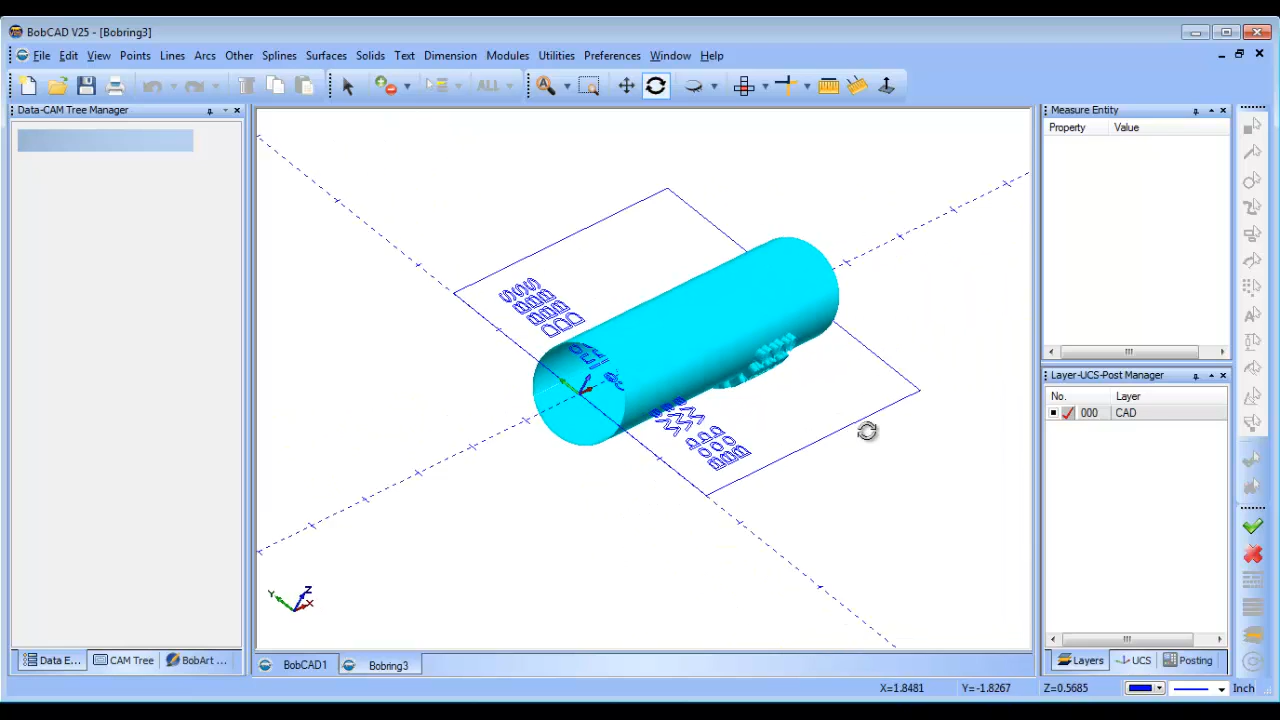 BobCAD V25 - [Bobring3]
File Edit View Points Lines Arcs Other Splines Surfaces Solids Text Dimension Modules Utilities Preferences Window Help
ALL
Data-CAM Tree Manager
Measure Entity
Property Value
Layer-UCS-Post Manager
No. Layer
000 CAD
Y Z X
Data E... CAM Tree BobArt ...
BobCAD1 Bobring3
Layers UCS Posting
X=1.8481 Y=-1.8267 Z=0.5685 Inch